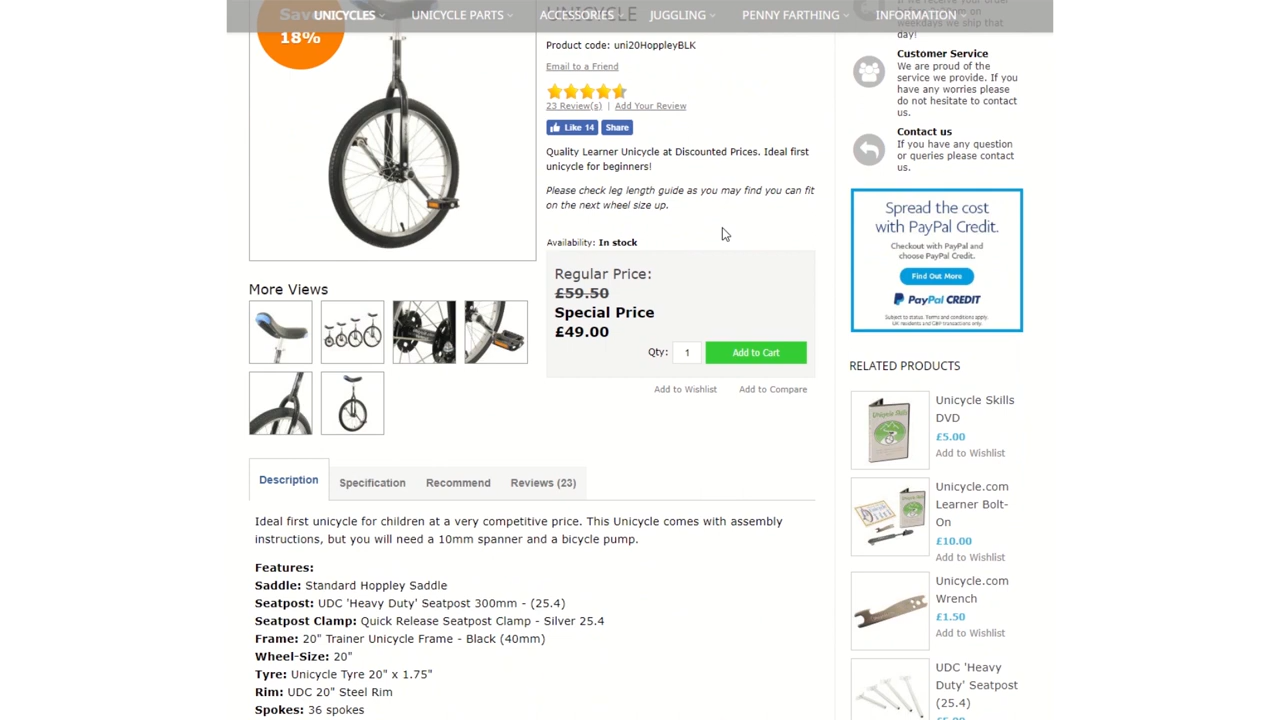 UNICYCLES
UNICYCLE PARTS
ACCESSORIES
JUGGLING
PENNY FARTHING
INFORMATION
Save
18%
UNICYCLE
Product code: uni20HoppleyBLK
Email to a Friend
23 Review(s) | Add Your Review
Like 14
Share
Quality Learner Unicycle at Discounted Prices. Ideal first
unicycle for beginners!
Please check leg length guide as you may find you can fit
on the next wheel size up.
Availability: In stock
Regular Price:
£59.50
Special Price
£49.00
Qty: 1
Add to Cart
Add to Wishlist
Add to Compare
More Views
Description
Specification
Recommend
Reviews (23)
Ideal first unicycle for children at a very competitive price. This Unicycle comes with assembly
instructions, but you will need a 10mm spanner and a bicycle pump.
Features:
Saddle: Standard Hoppley Saddle
Seatpost: UDC 'Heavy Duty' Seatpost 300mm - (25.4)
Seatpost Clamp: Quick Release Seatpost Clamp - Silver 25.4
Frame: 20" Trainer Unicycle Frame - Black (40mm)
Wheel-Size: 20"
Tyre: Unicycle Tyre 20" x 1.75"
Rim: UDC 20" Steel Rim
Spokes: 36 spokes
weekdays we ship that
day!
Customer Service
We are proud of the
service we provide. If you
have any worries please
do not hesitate to contact
us.
Contact us
If you have any question
or queries please contact
us.
Spread the cost
with PayPal Credit.
Checkout with PayPal and
choose PayPal Credit.
Find Out More
PayPal CREDIT
Subject to status. Terms and conditions apply.
UK residents and GBP transactions only.
RELATED PRODUCTS
Unicycle Skills
DVD
£5.00
Add to Wishlist
Unicycle.com
Learner Bolt-
On
£10.00
Add to Wishlist
Unicycle.com
Wrench
£1.50
Add to Wishlist
UDC 'Heavy
Duty' Seatpost
(25.4)